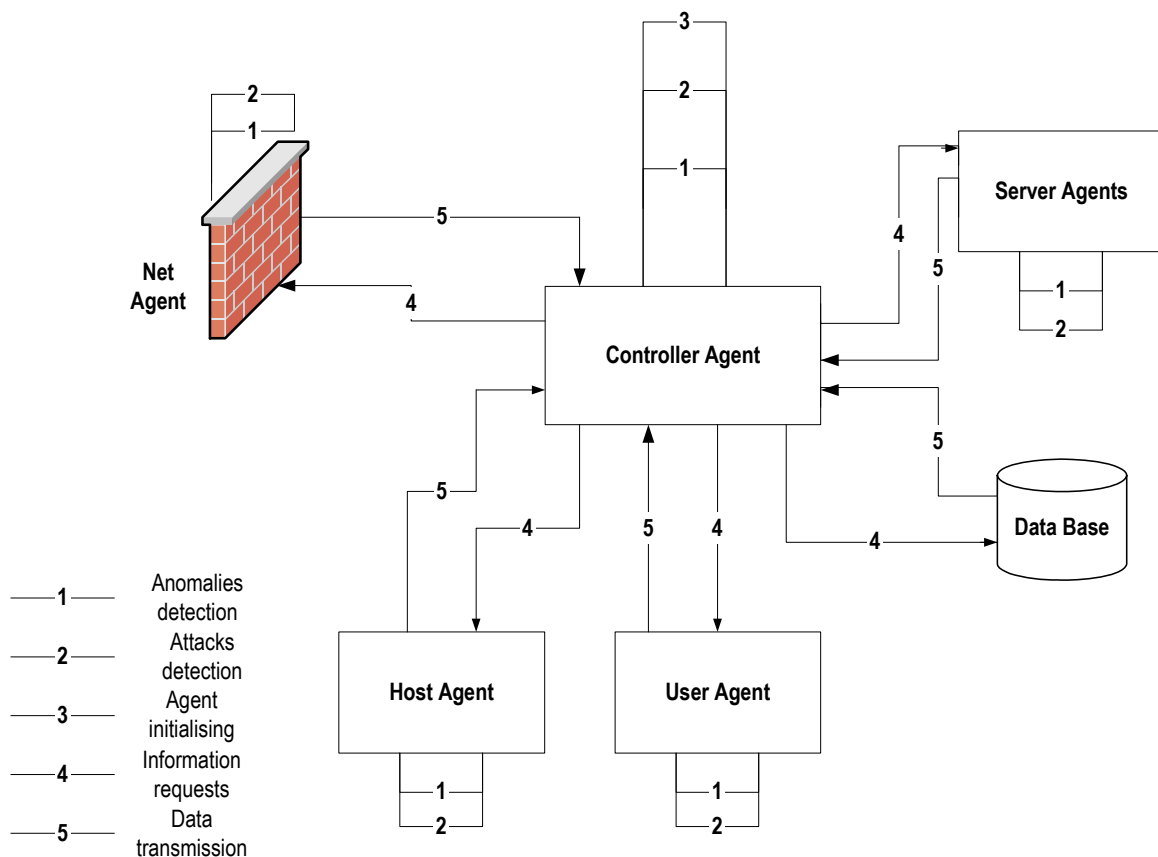 3
2
2
1
1
Server Agents
5
4
Net
Agent
5
4
1
2
Controller Agent
5
5
4
5
4
4
Data Base
1
Anomalies
detection
2
Attacks
detection
3
Agent
initialising
4
Information
requests
5
Data
transmission
Host Agent
User Agent
1
1
2
2